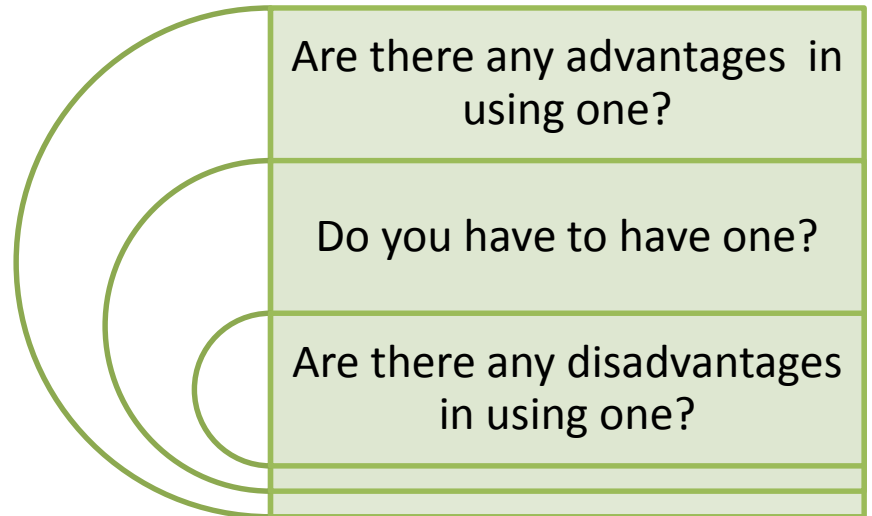 Are there any advantages  in
using one?
Do you have to have one?
Are there any disadvantages
in using one?